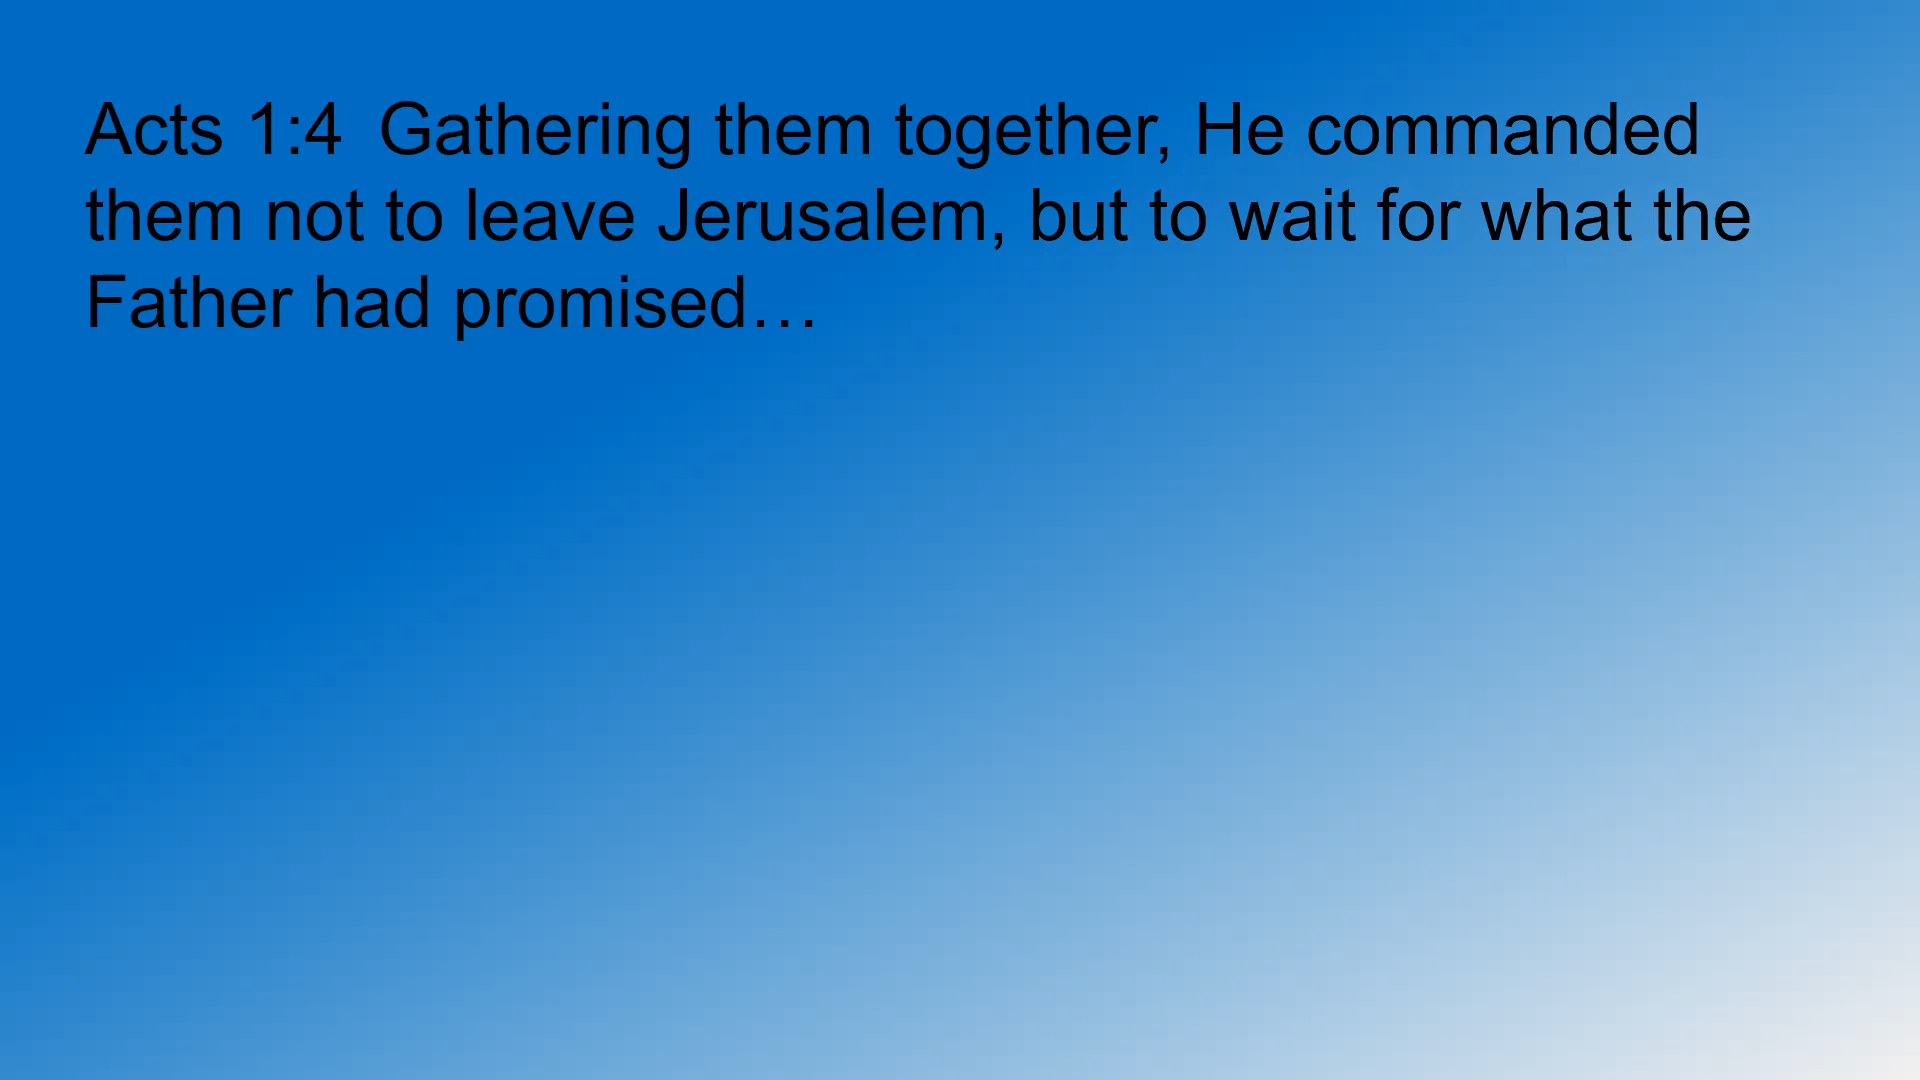 Acts 1:4  Gathering them together, He commanded
them not to leave Jerusalem, but to wait for what the
Father had promised…